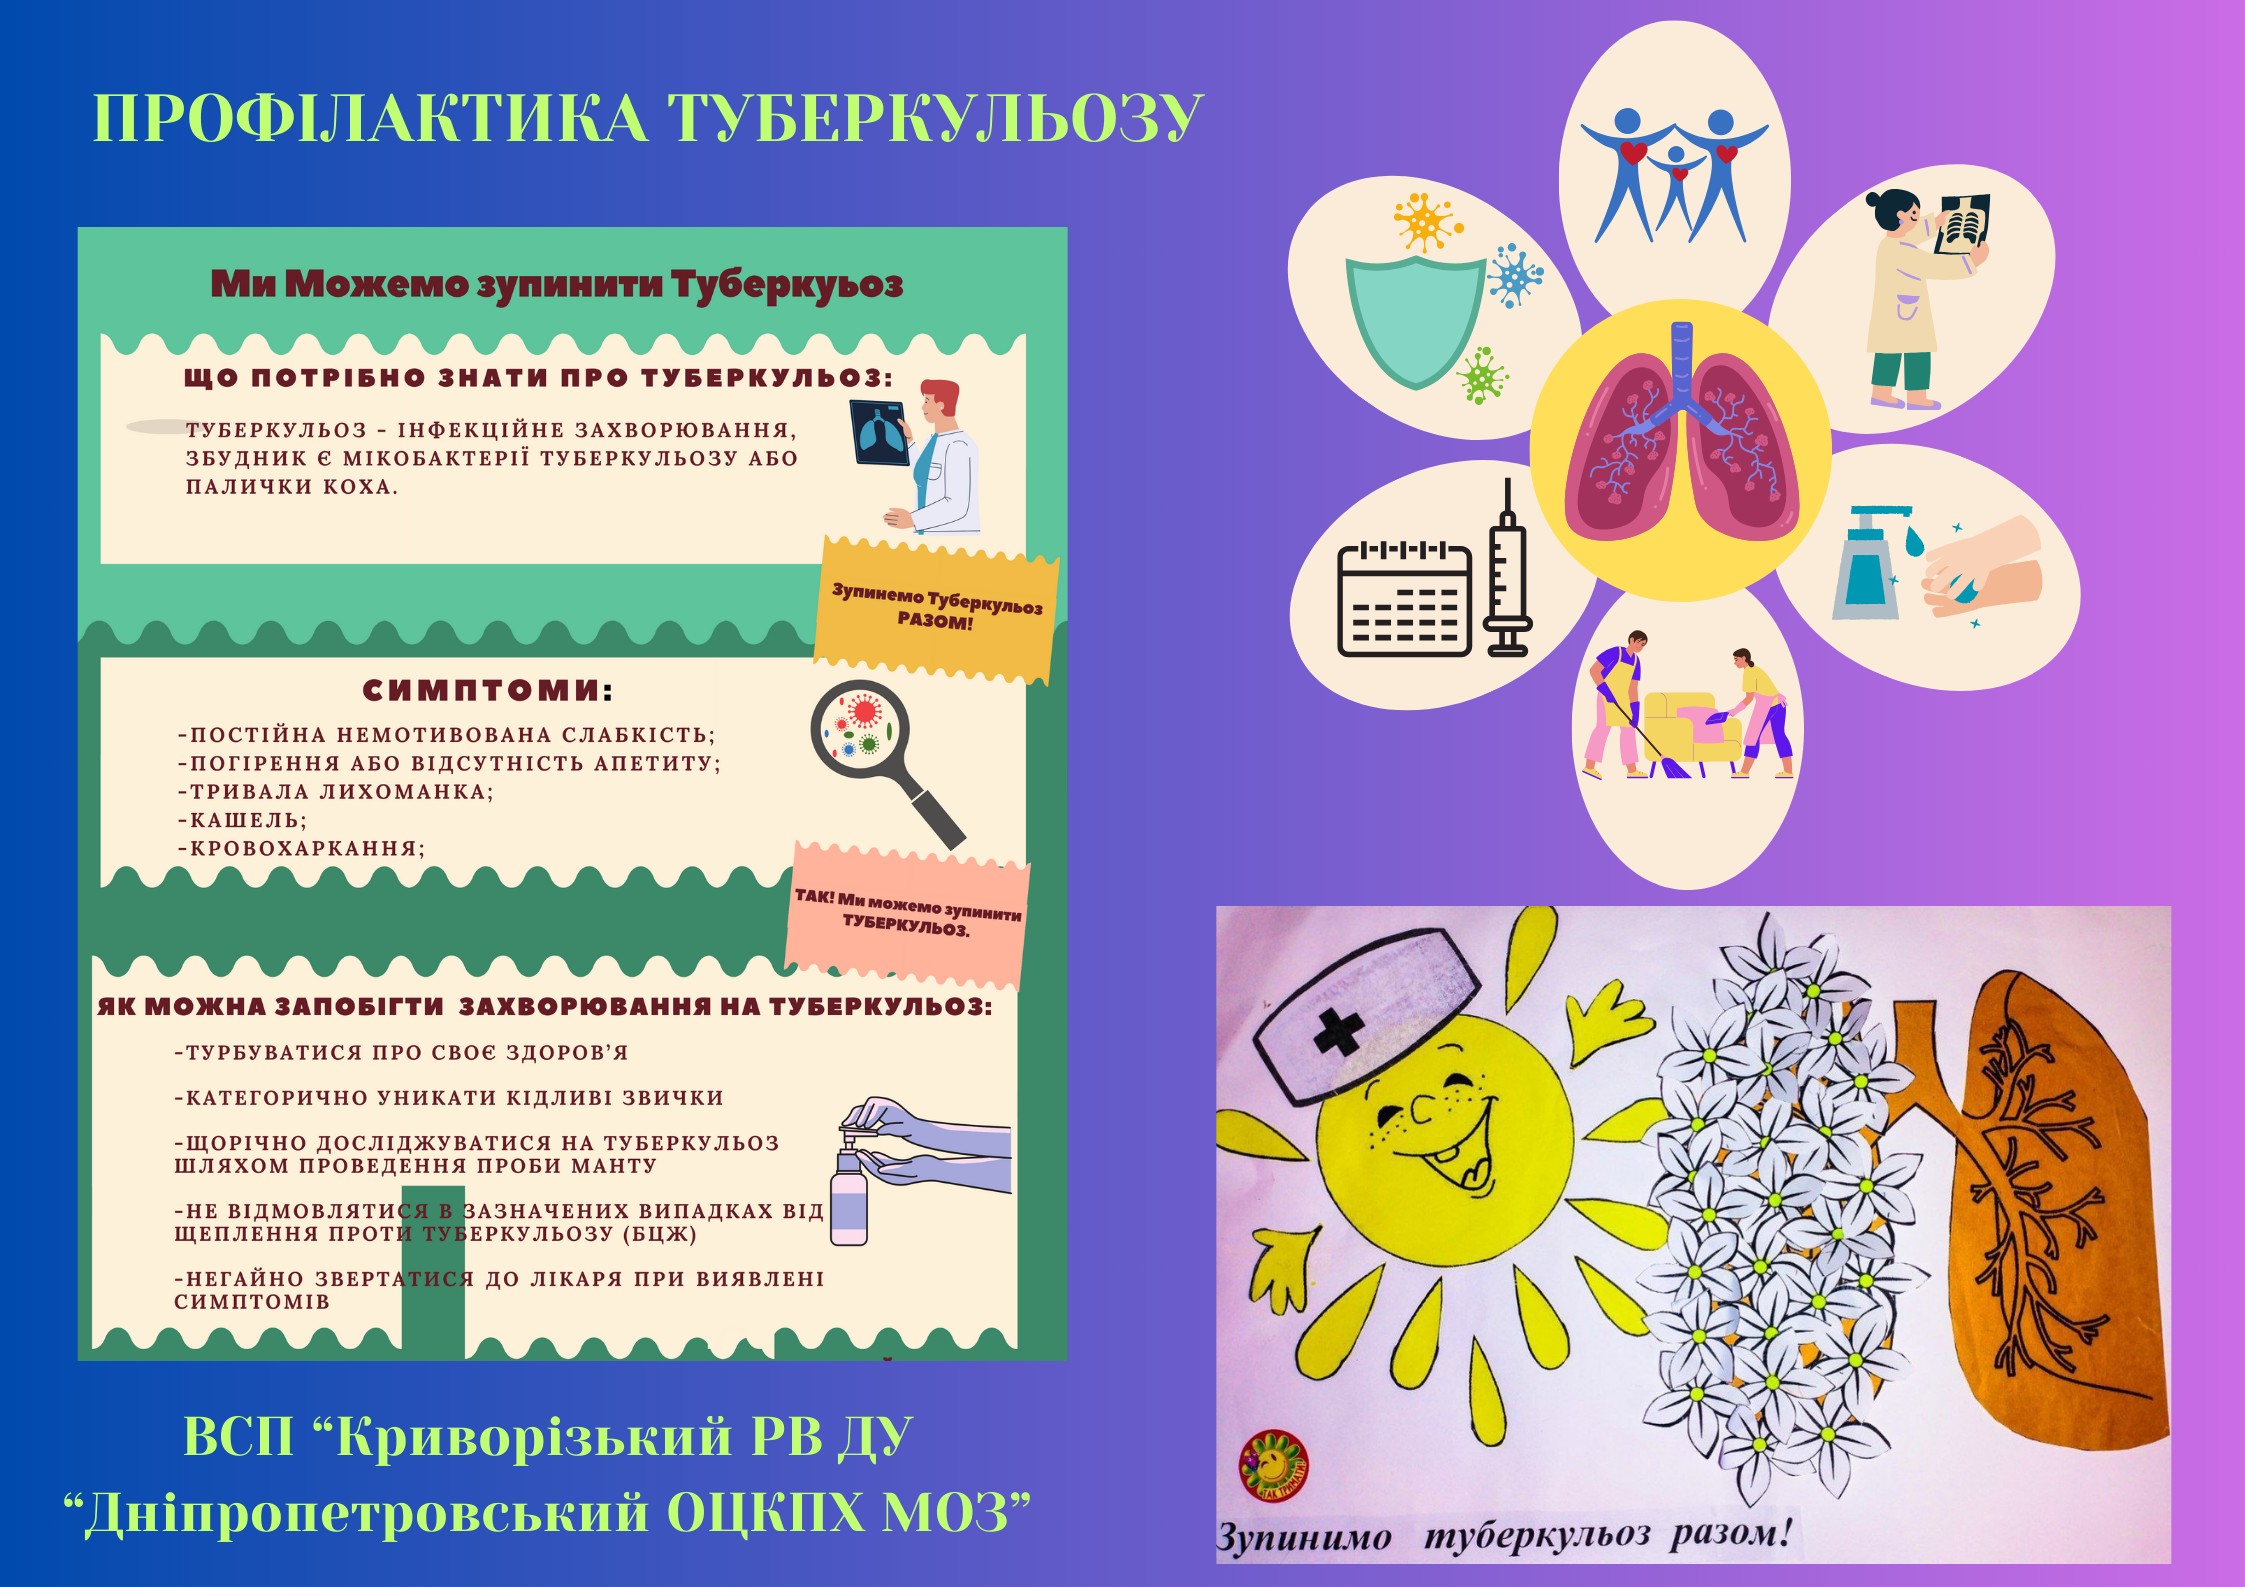 ПРОФІЛАКТИКА ТУБЕРКУЛЬОЗУ
Ми Можемо зупинити Туберкуьоз
ЩО ПОТРІБНО ЗНАТИ ПРО ТУБЕРКУЛЬОЗ:
ТУБЕРКУЛЬОЗ - ІНФЕКЦІЙНЕ ЗАХВОРЮВАННЯ,
ЗБУДНИК Є МІКОБАКТЕРІЇ ТУБЕРКУЛЬОЗУ АБО
ПАЛИЧКИ КОХА.
Зупинемо Туберкульоз
РАЗОМ!
СИМПТОМИ:
-ПОСТІЙНА НЕМОТИВОВАНА СЛАБКІСТЬ;
-ПОГІРЕННЯ АБО ВІДСУТНІСТЬ АПЕТИТУ;
-ТРИВАЛА ЛИХОМАНКА;
-КАШЕЛЬ;
-КРОВОХАРКАННЯ;
ТАК! Ми можемо зупинити
ТУБЕРКУЛЬОЗ.
ЯК МОЖНА ЗАПОБІГТИ ЗАХВОРЮВАННЯ НА ТУБЕРКУЛЬОЗ:
-ТУРБУВАТИСЯ ПРО СВОЄ ЗДОРОВ’Я
-КАТЕГОРИЧНО УНИКАТИ КІДЛИВІ ЗВИЧКИ
-ЩОРІЧНО ДОСЛІДЖУВАТИСЯ НА ТУБЕРКУЛЬОЗ
ШЛЯХОМ ПРОВЕДЕННЯ ПРОБИ МАНТУ
-НЕ ВІДМОВЛЯТИСЯ В ЗАЗНАЧЕНИХ ВИПАДКАХ ВІД
ЩЕПЛЕННЯ ПРОТИ ТУБЕРКУЛЬОЗУ (БЦЖ)
-НЕГАЙНО ЗВЕРТАТИСЯ ДО ЛІКАРЯ ПРИ ВИЯВЛЕНІ
СИМПТОМІВ
ВСП “Криворізький РВ ДУ
“Дніпропетровський ОЦКПХ МОЗ”
ТАК ТРИМАТИ
Зупинимо туберкульоз разом!